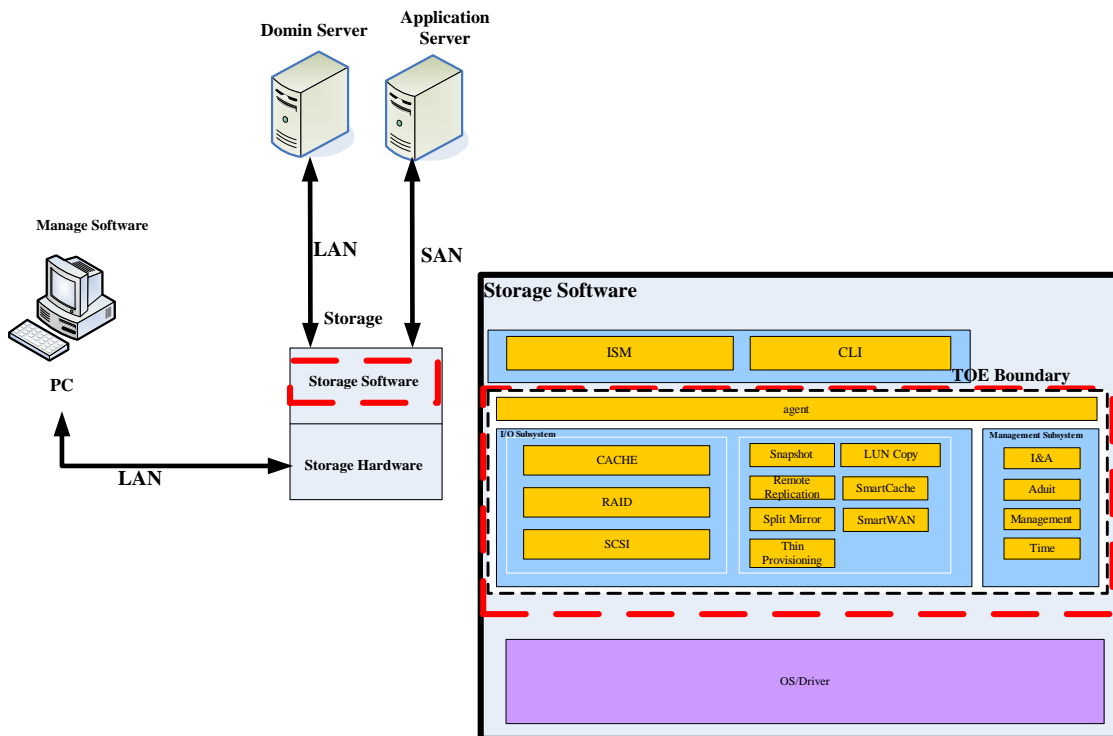 Domin Server
Application
Server
Manage Software
PC
LAN
LAN
SAN
Storage
Storage Software
Storage Hardware
Storage Software
ISM
CLI
TOE Boundary
agent
I/O Subsystem
CACHE
RAID
SCSI
Snapshot
LUN Copy
Remote
Replication
SmartCache
Split Mirror
SmartWAN
Thin
Provisioning
Management Subsystem
I&A
Aduit
Management
Time
OS/Driver